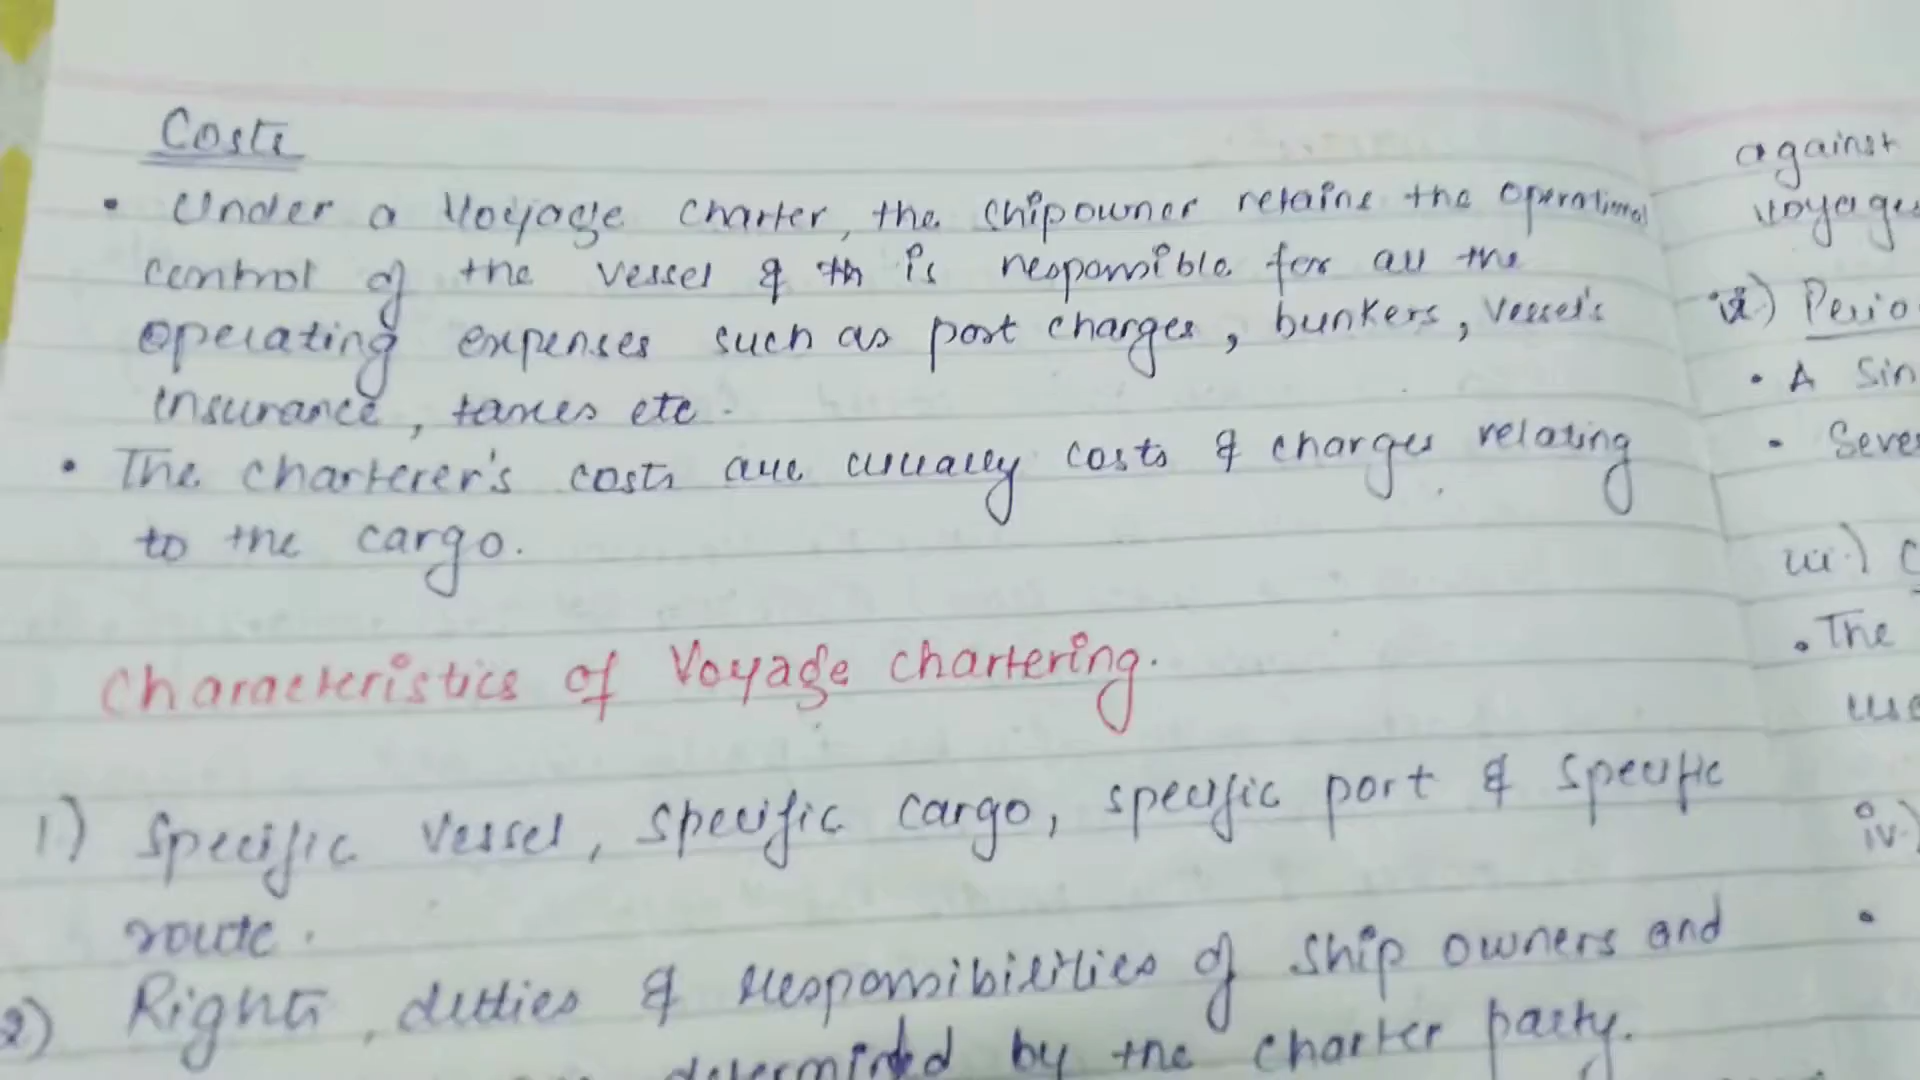 Costs
• Under a Voyage charter, the shipowner retains the operational
control of the vessel & th is responsible for all the
operating expenses such as port charges, bunkers, vessel's
insurance, taxes etc.
• The charterer's costs are usually costs & charges relating
to the cargo.
Characteristics of Voyage chartering.
1) Specific vessel, specific cargo, specific port & specific
route.
2) Rights, duties & responsibilities of ship owners and
determined by the charter party.
against
voyage
Perio
• A Sin
• Seve
iii.)
• The
iv.)
•